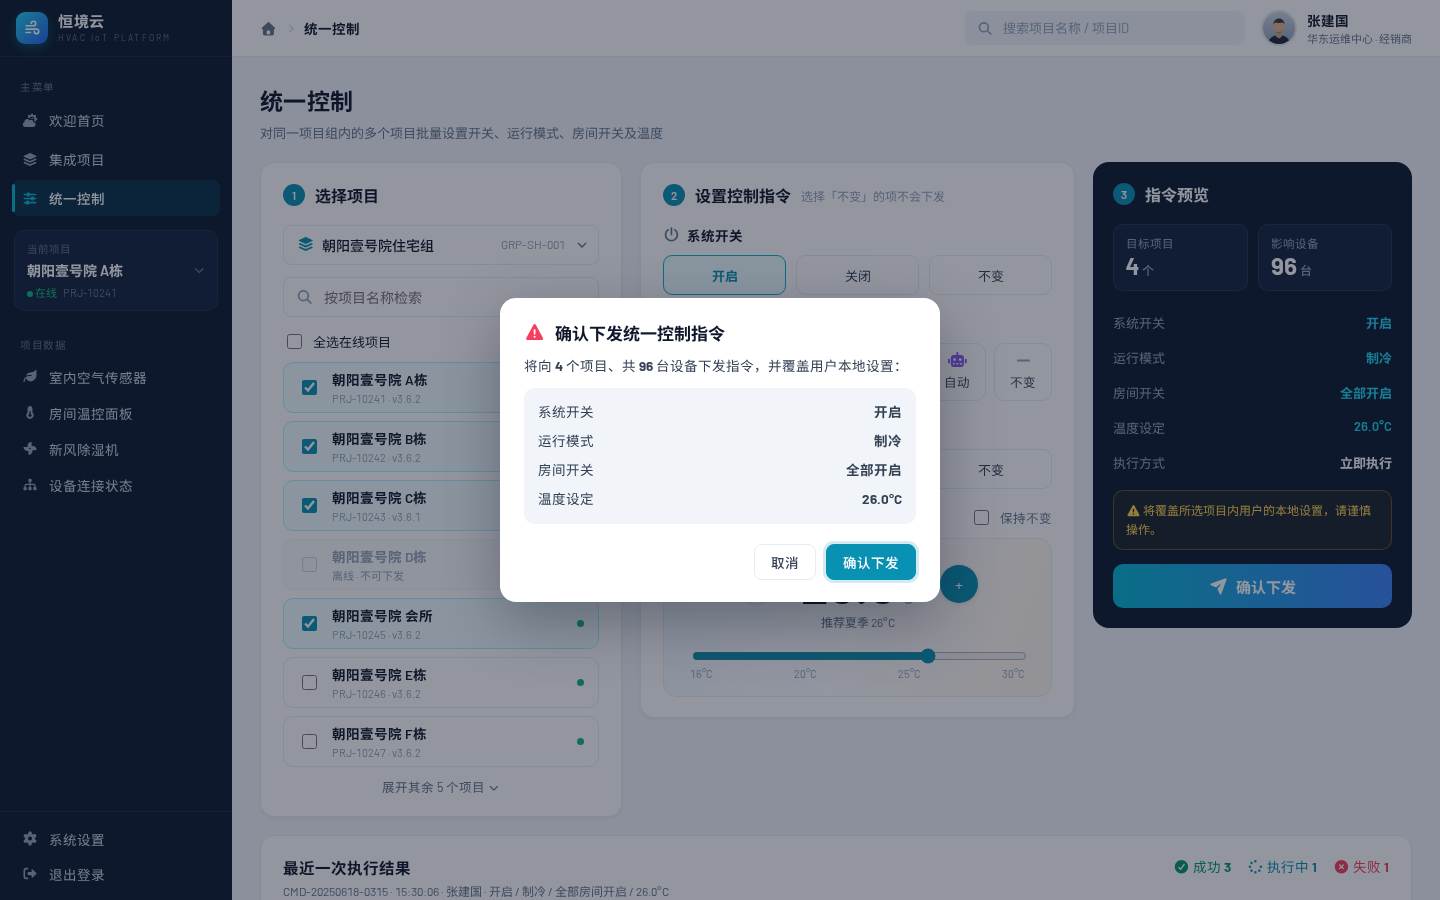 恒境云
HVAC IoT PLATFORM
主菜单
欢迎首页
集成项目
统一控制
当前项目
朝阳壹号院 A栋
在线 PRJ-10241
项目数据
室内空气传感器
房间温控面板
新风除湿机
设备连接状态
系统设置
退出登录
统一控制
搜索项目名称 / 项目ID
张建国
华东运维中心 · 经销商
统一控制
对同一项目组内的多个项目批量设置开关、运行模式、房间开关及温度
1 选择项目
朝阳壹号院住宅组 GRP-SH-001
按项目名称检索
全选在线项目
朝阳壹号院 A栋
PRJ-10241 · v3.6.2
朝阳壹号院 B栋
PRJ-10242 · v3.6.2
朝阳壹号院 C栋
PRJ-10243 · v3.6.1
朝阳壹号院 D栋
离线 · 不可下发
朝阳壹号院 会所
PRJ-10245 · v3.6.2
朝阳壹号院 E栋
PRJ-10246 · v3.6.2
朝阳壹号院 F栋
PRJ-10247 · v3.6.2
展开其余 5 个项目
2 设置控制指令 选择「不变」的项不会下发
系统开关
开启 关闭 不变
自动 不变
不变
保持不变
+
推荐夏季 26°C
16°C 20°C 25°C 30°C
3 指令预览
目标项目
4 个
影响设备
96 台
系统开关 开启
运行模式 制冷
房间开关 全部开启
温度设定 26.0°C
执行方式 立即执行
将覆盖所选项目内用户的本地设置，请谨慎
操作。
确认下发
确认下发统一控制指令
将向 4 个项目、共 96 台设备下发指令，并覆盖用户本地设置：
系统开关 开启
运行模式 制冷
房间开关 全部开启
温度设定 26.0°C
取消 确认下发
最近一次执行结果
CMD-20250618-0315 · 15:30:06 · 张建国 · 开启 / 制冷 / 全部房间开启 / 26.0°C
成功 3 执行中 1 失败 1